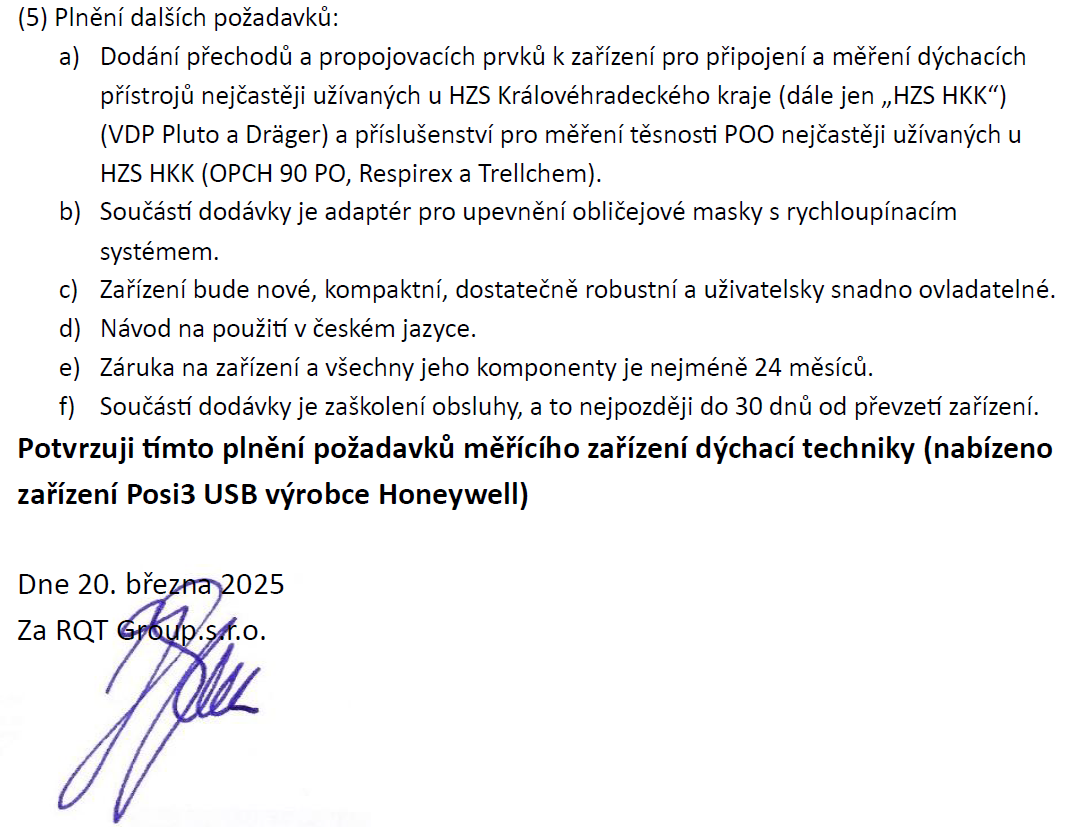 (5) Plnění dalších požadavků:
a) Dodání přechodů a propojovacích prvků k zařízení pro připojení a měření dýchacích
přístrojů nejčastěji užívaných u HZS Královéhradeckého kraje (dále jen „HZS HKK“)
(VDP Pluto a Dräger) a příslušenství pro měření těsnosti POO nejčastěji užívaných u
HZS HKK (OPCH 90 PO, Respirex a Trellchem).
b) Součástí dodávky je adaptér pro upevnění obličejové masky s rychloupínacím
systémem.
c) Zařízení bude nové, kompaktní, dostatečně robustní a uživatelsky snadno ovladatelné.
d) Návod na použití v českém jazyce.
e) Záruka na zařízení a všechny jeho komponenty je nejméně 24 měsíců.
f) Součástí dodávky je zaškolení obsluhy, a to nejpozději do 30 dnů od převzetí zařízení.
Potvrzuji tímto plnění požadavků měřícího zařízení dýchací techniky (nabízeno
zařízení Posi3 USB výrobce Honeywell)
Dne 20. března 2025
Za RQT Group.s.r.o.